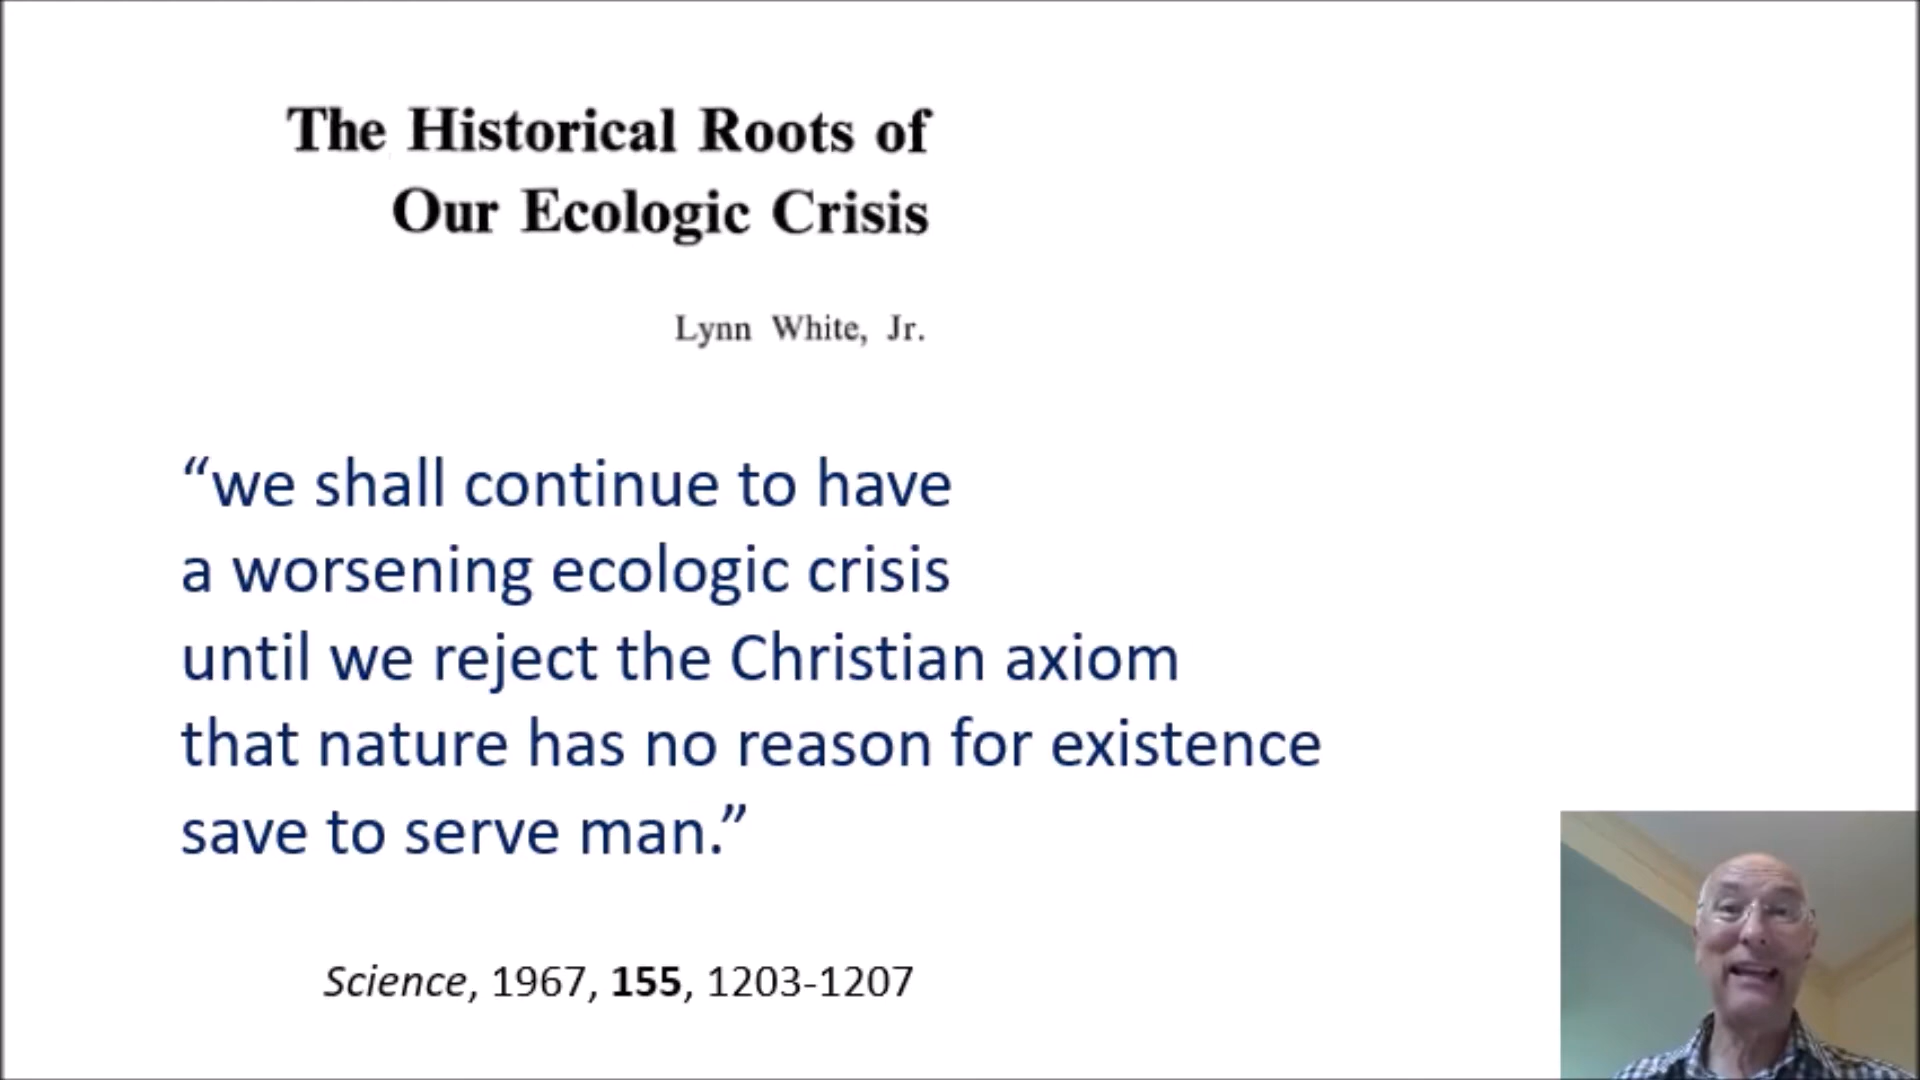 The Historical Roots of
Our Ecologic Crisis
Lynn White, Jr.
“we shall continue to have
a worsening ecologic crisis
until we reject the Christian axiom
that nature has no reason for existence
save to serve man.”
Science, 1967, 155, 1203-1207